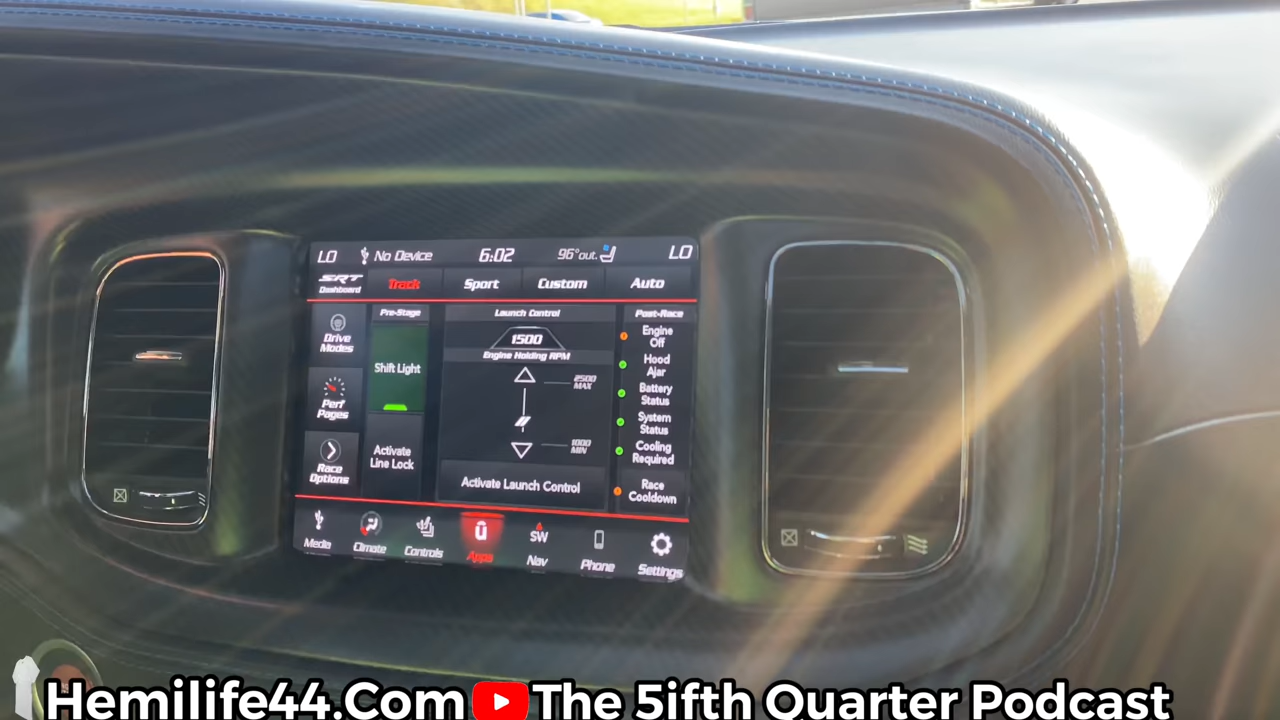 LO No Device 6:02 96°out. LO
SRT Dashboard Track Sport Custom Auto
Drive Modes
Perf Pages
Race Options
Pre-Stage
Shift Light
Activate Line Lock
Launch Control
1500
Engine Holding RPM
2500 MAX
1000 MIN
Activate Launch Control
Post-Race
Engine Off
Hood Ajar
Battery Status
System Status
Cooling Required
Race Cooldown
Media Climate Controls Apps SW Nav Phone Settings
Hemilife44.Com The 5ifth Quarter Podcast